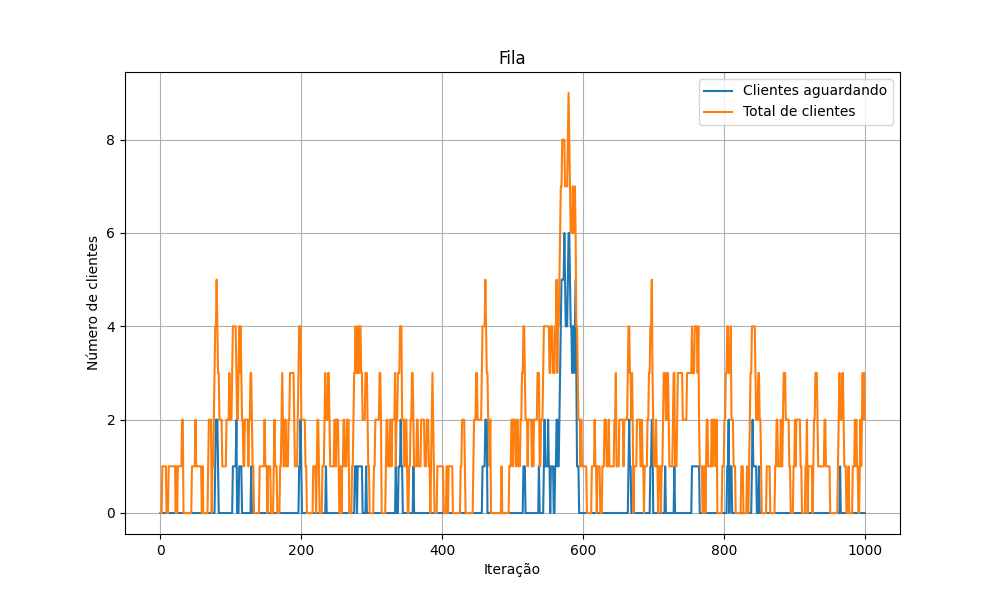 Fila
Clientes aguardando
Total de clientes
Número de clientes
8
6
4
2
0
0 200 400 600 800 1000
Iteração